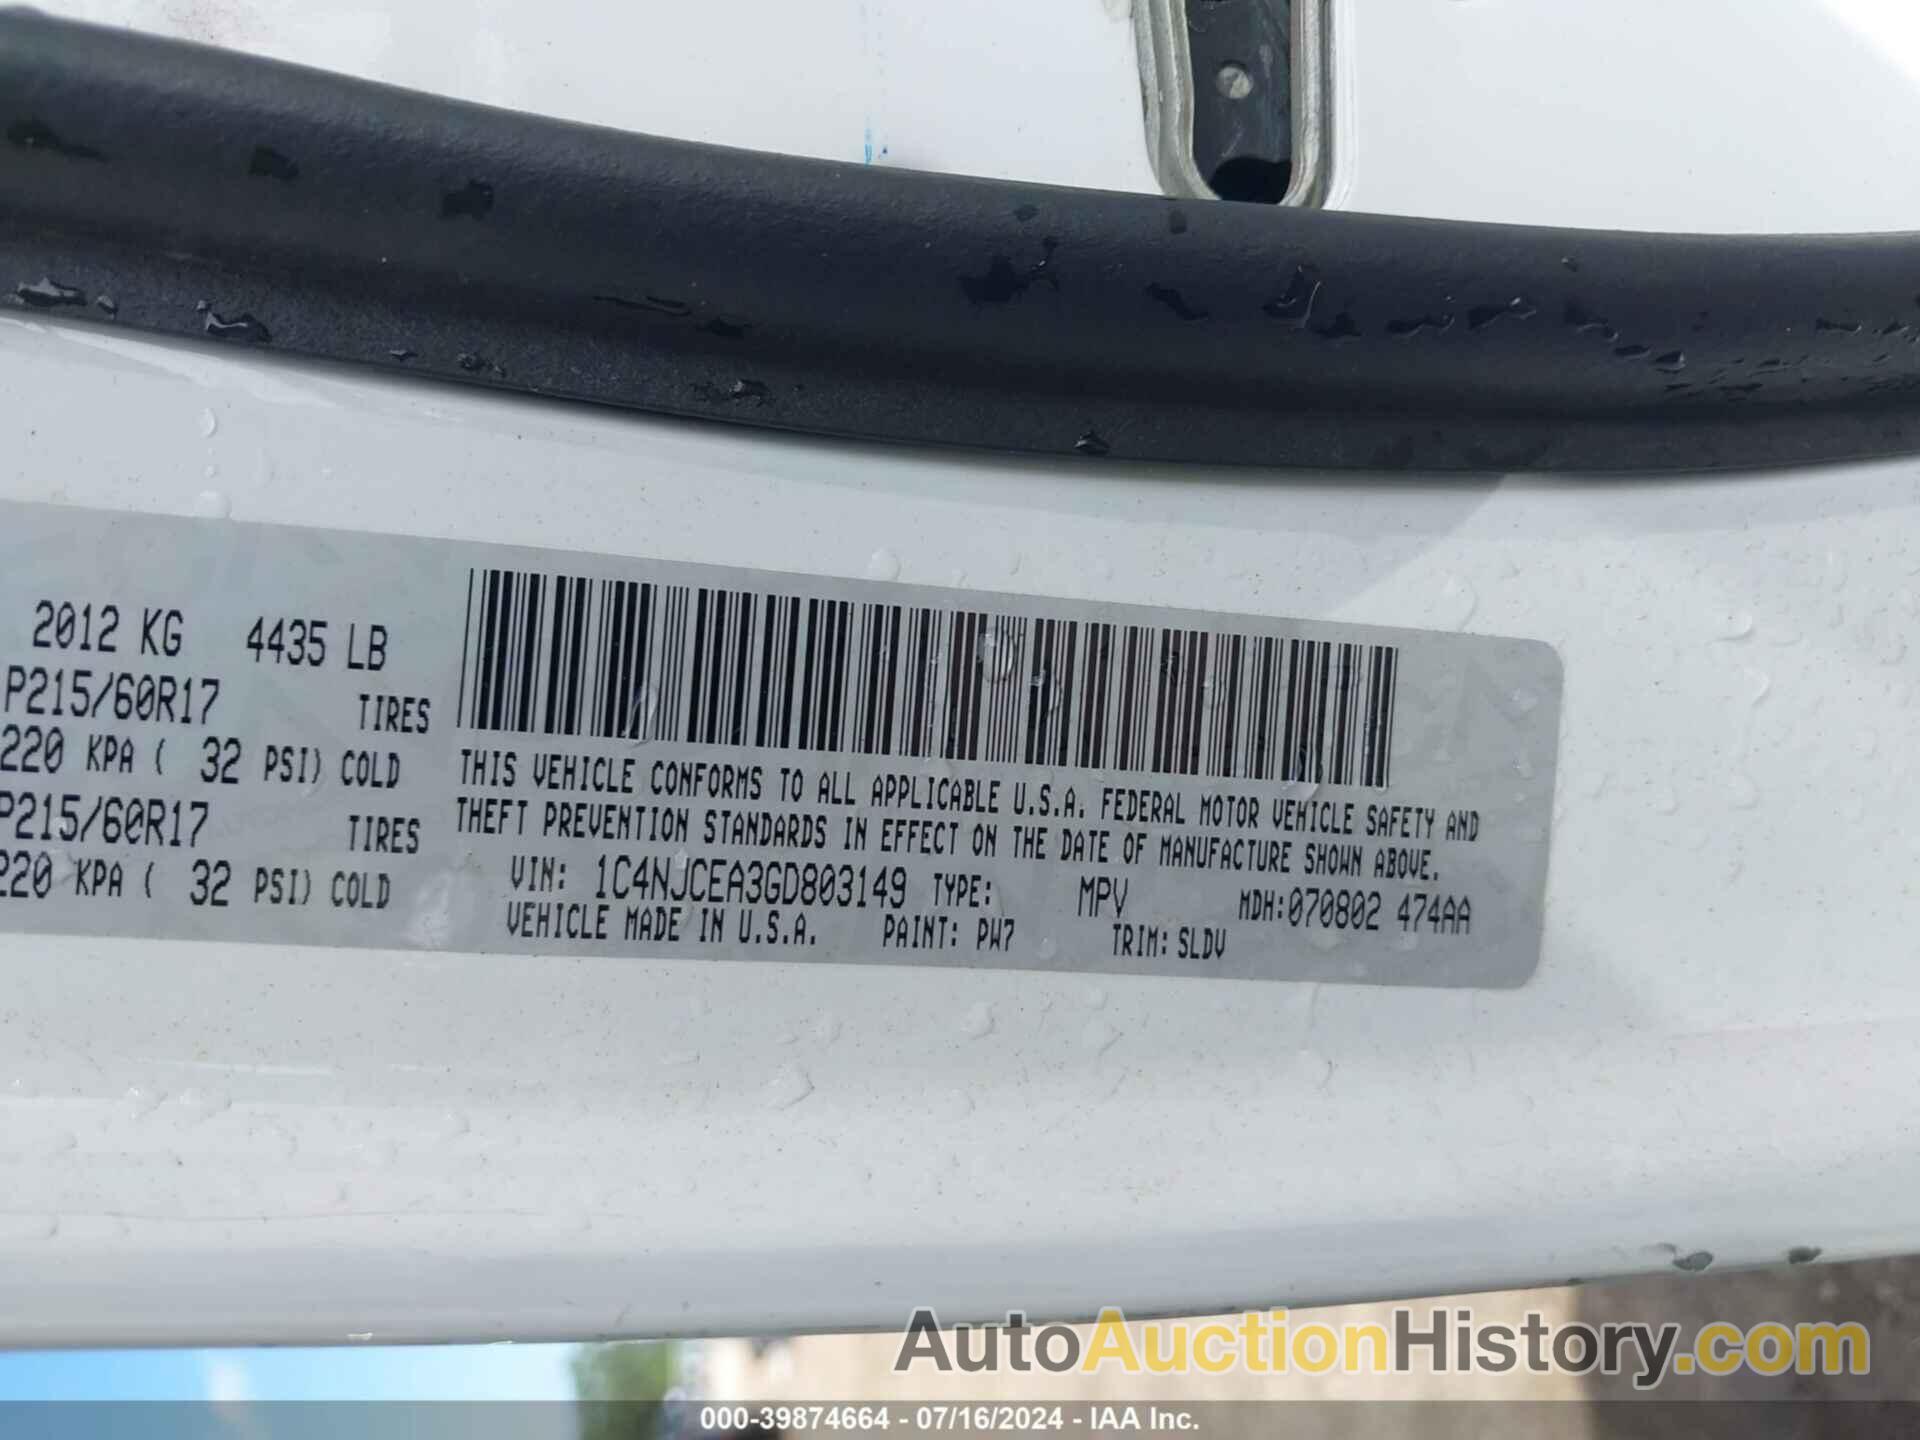 2012 KG 4435 LB
P215/60R17 TIRES
220 KPA ( 32 PSI) COLD
P215/60R17 TIRES
220 KPA ( 32 PSI) COLD
THIS VEHICLE CONFORMS TO ALL APPLICABLE U.S.A. FEDERAL MOTOR VEHICLE SAFETY AND
THEFT PREVENTION STANDARDS IN EFFECT ON THE DATE OF MANUFACTURE SHOWN ABOVE.
VIN: 1C4NJCEA3GD803149 TYPE: MPV MDH:070802 474AA
VEHICLE MADE IN U.S.A. PAINT: PW7 TRIM: SLDV
AutoAuctionHistory.com
000-39874664 - 07/16/2024 - IAA Inc.